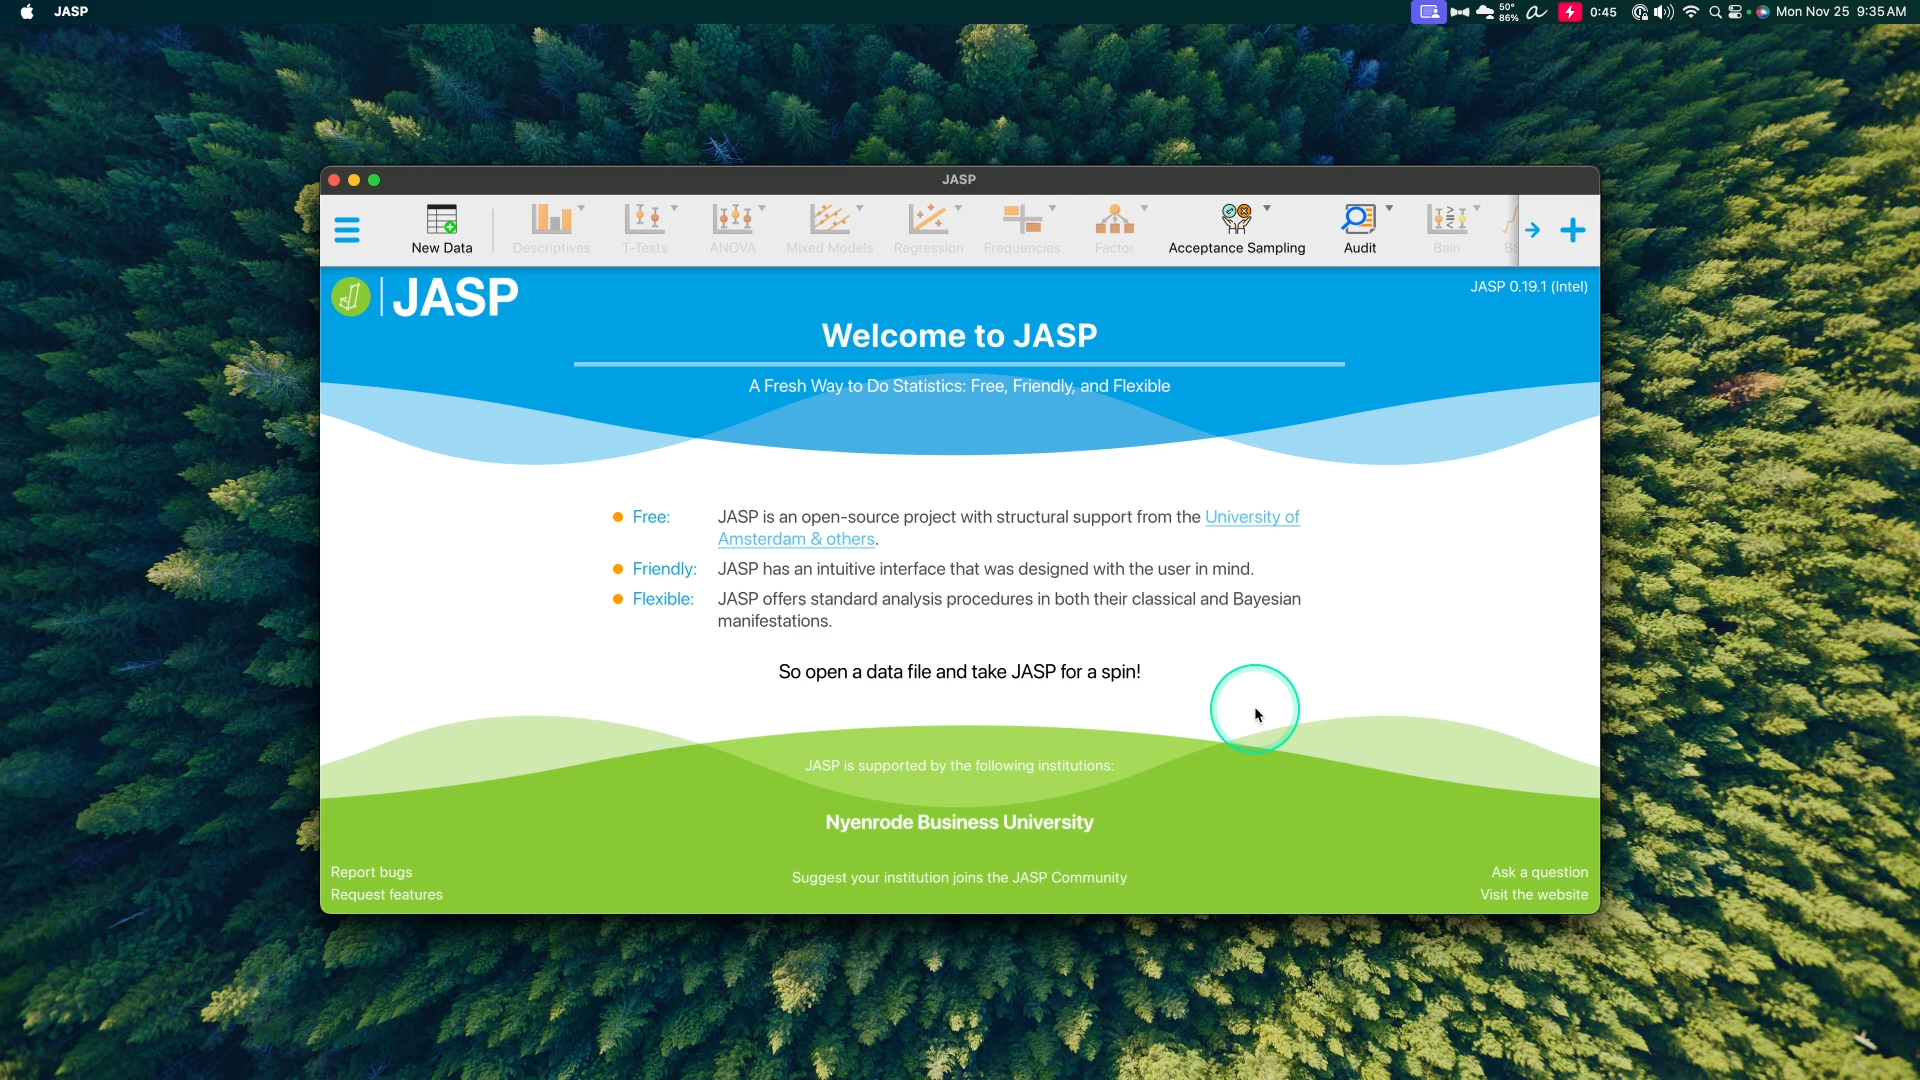 JASP
50°
86%
0:45
Mon Nov 25 9:35 AM
JASP
New Data
Descriptives
T-Tests
ANOVA
Mixed Models
Regression
Frequencies
Factor
Acceptance Sampling
Audit
Bain
JASP
JASP 0.19.1 (Intel)
Welcome to JASP
A Fresh Way to Do Statistics: Free, Friendly, and Flexible
Free: JASP is an open-source project with structural support from the University of
Amsterdam & others.
Friendly: JASP has an intuitive interface that was designed with the user in mind.
Flexible: JASP offers standard analysis procedures in both their classical and Bayesian
manifestations.
So open a data file and take JASP for a spin!
JASP is supported by the following institutions:
Nyenrode Business University
Report bugs
Suggest your institution joins the JASP Community
Ask a question
Request features
Visit the website